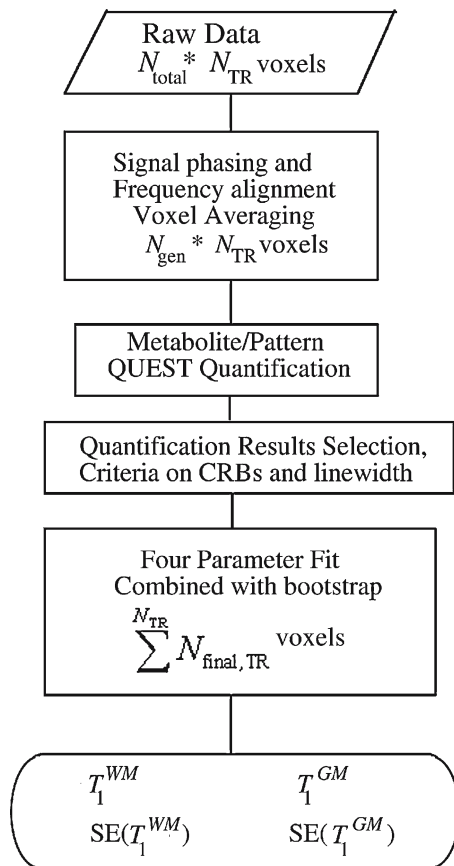 Raw Data
N_total * N_TR voxels
Signal phasing and
Frequency alignment
Voxel Averaging
N_gen * N_TR voxels
Metabolite/Pattern
QUEST Quantification
Quantification Results Selection,
Criteria on CRBs and linewidth
Four Parameter Fit
Combined with bootstrap
∑^{N_TR} N_{final, TR} voxels
T_1^{WM} T_1^{GM}
SE(T_1^{WM}) SE(T_1^{GM})